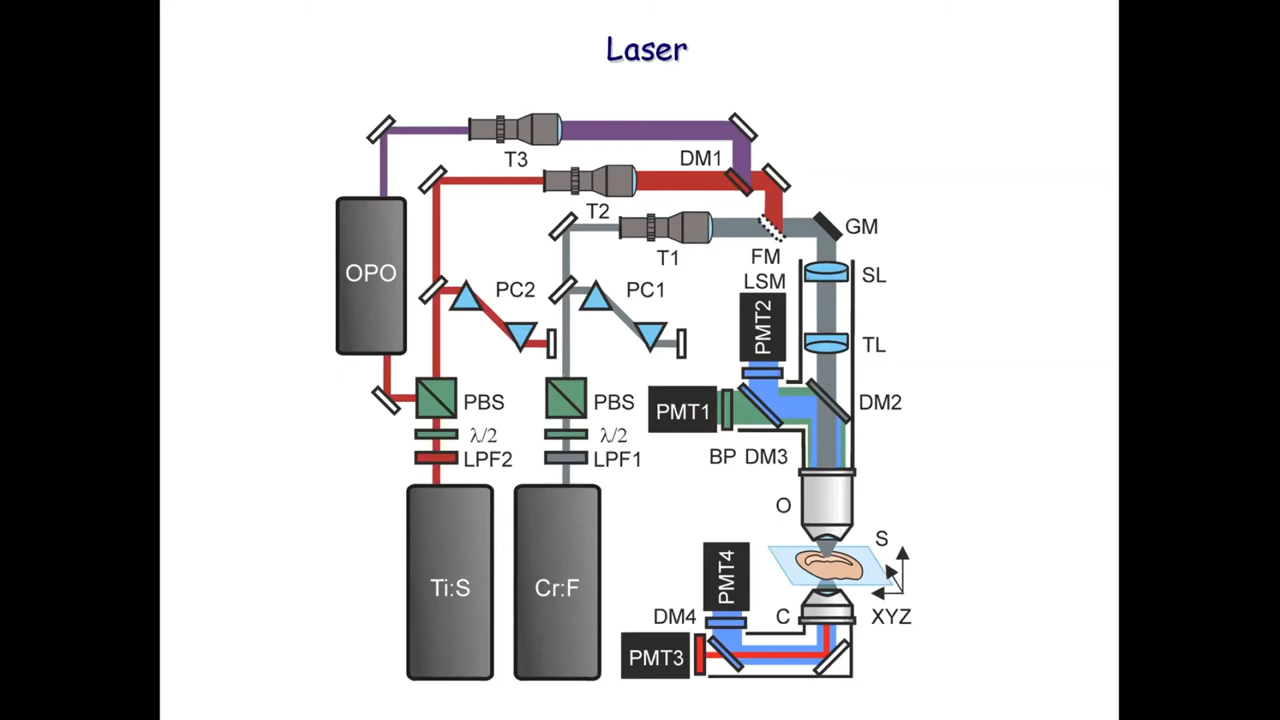 Laser
T3
DM1
T2
T1
GM
FM
OPO
PC2
PC1
LSM
SL
PMT2
TL
PBS
PBS
PMT1
DM2
λ/2
λ/2
LPF2
LPF1
BP DM3
O
S
Ti:S
Cr:F
PMT4
DM4
C
XYZ
PMT3